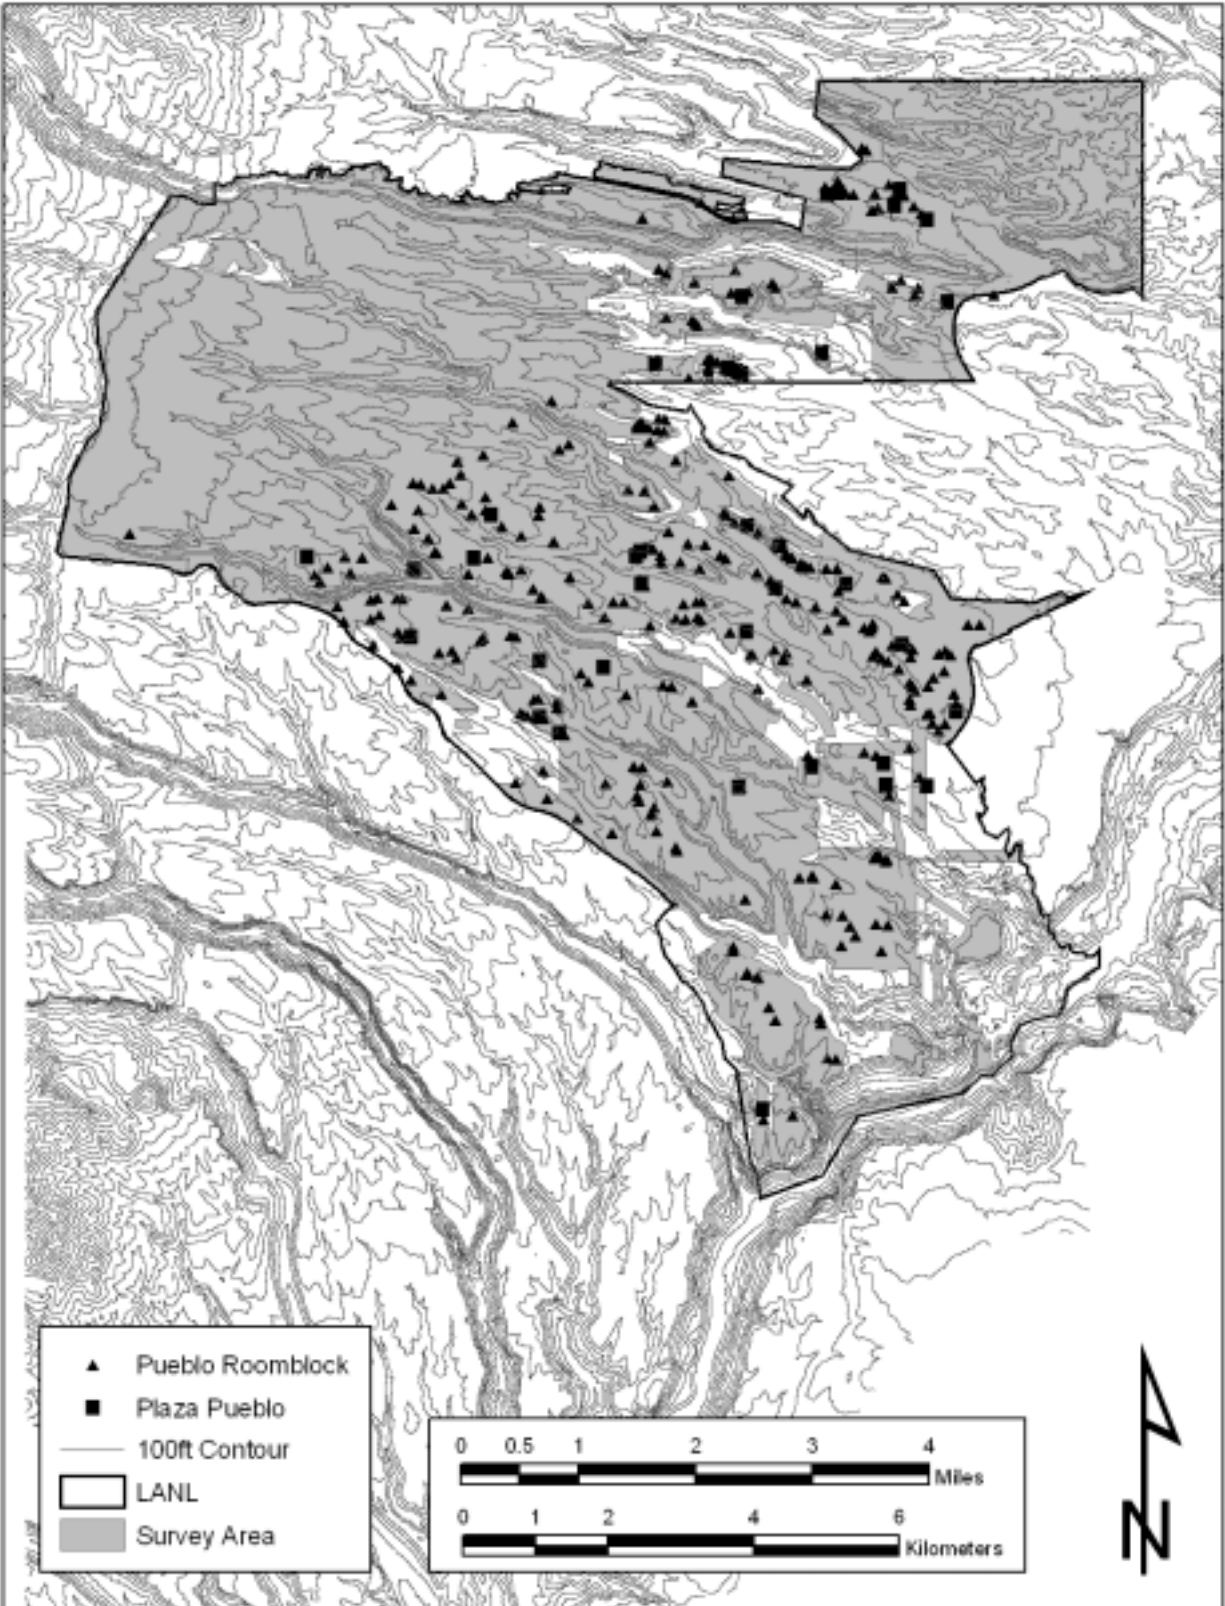 Pueblo Roomblock
Plaza Pueblo
100ft Contour
LANL
Survey Area
0 0.5 1 2 3 4
Miles
0 1 2 4 6
Kilometers
N